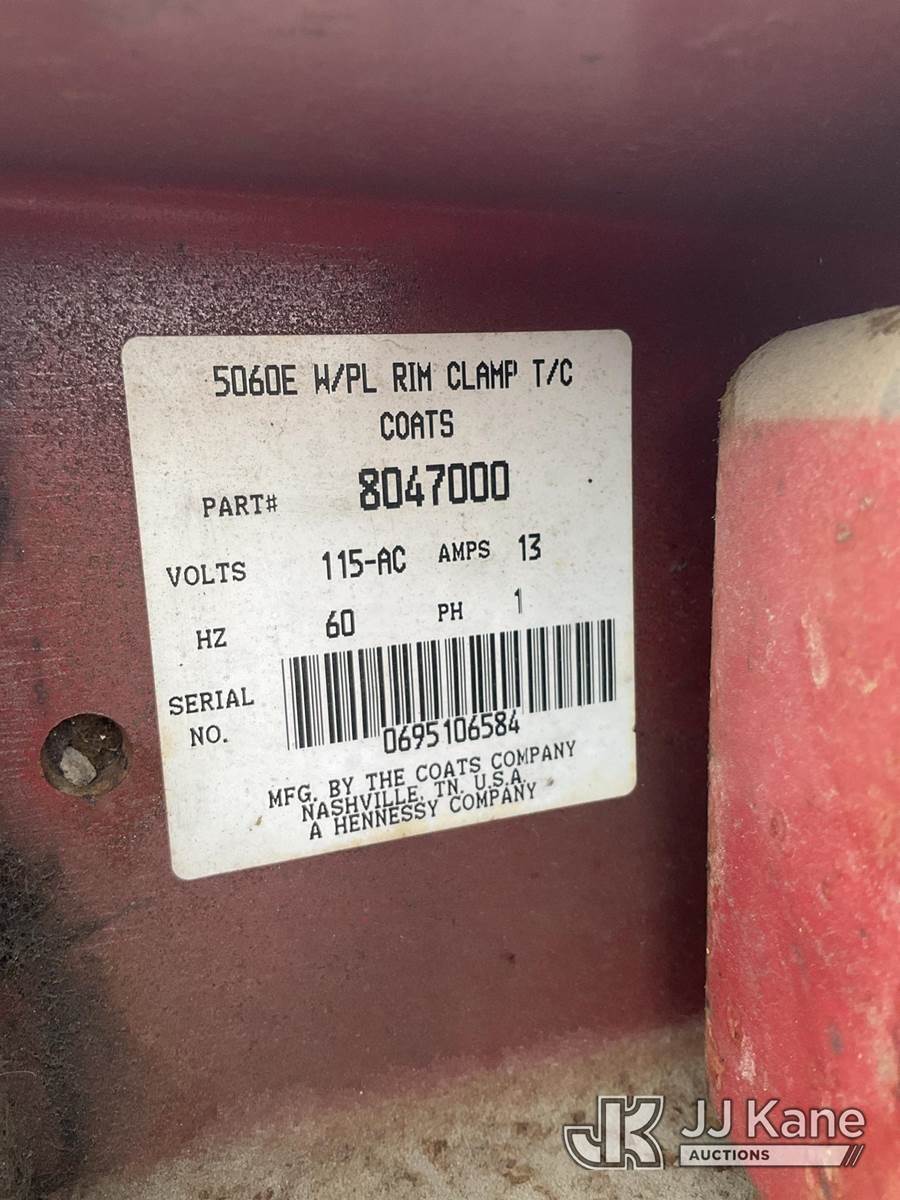 5060E W/PL RIM CLAMP T/C
COATS
PART# 8047000
VOLTS 115-AC AMPS 13
HZ 60 PH 1
SERIAL
NO.
0695106584
MFG. BY THE COATS COMPANY
NASHVILLE, TN. U.S.A.
A HENNESSY COMPANY
JK JJ Kane
AUCTIONS